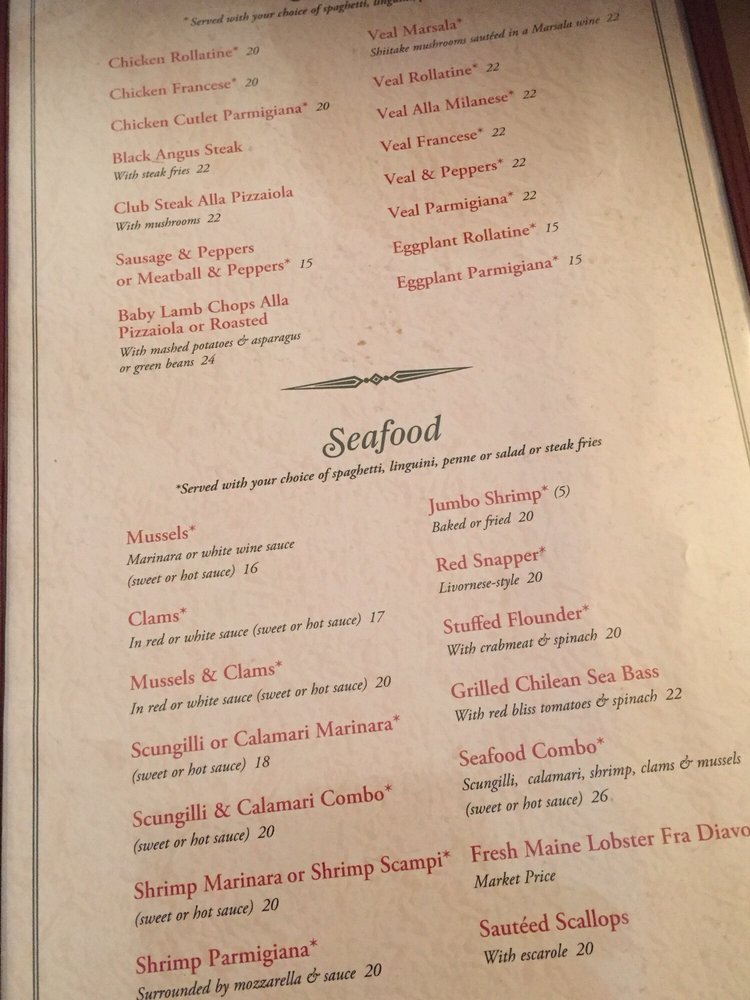 *Served with your choice of spaghetti, linguini,
Chicken Rollatine* 20
Chicken Francese* 20
Chicken Cutlet Parmigiana* 20
Black Angus Steak
With steak fries 22
Club Steak Alla Pizzaiola
With mushrooms 22
Sausage & Peppers
or Meatball & Peppers* 15
Baby Lamb Chops Alla
Pizzaiola or Roasted
With mashed potatoes & asparagus
or green beans 24
Veal Marsala*
Shiitake mushrooms sautéed in a Marsala wine 22
Veal Rollatine* 22
Veal Alla Milanese* 22
Veal Francese* 22
Veal & Peppers* 22
Veal Parmigiana* 22
Eggplant Rollatine* 15
Eggplant Parmigiana* 15
Seafood
*Served with your choice of spaghetti, linguini, penne or salad or steak fries
Mussels*
Marinara or white wine sauce
(sweet or hot sauce) 16
Clams*
In red or white sauce (sweet or hot sauce) 17
Mussels & Clams*
In red or white sauce (sweet or hot sauce) 20
Scungilli or Calamari Marinara*
(sweet or hot sauce) 18
Scungilli & Calamari Combo*
(sweet or hot sauce) 20
Shrimp Marinara or Shrimp Scampi*
(sweet or hot sauce) 20
Shrimp Parmigiana*
Surrounded by mozzarella & sauce 20
Jumbo Shrimp* (5)
Baked or fried 20
Red Snapper*
Livornese-style 20
Stuffed Flounder*
With crabmeat & spinach 20
Grilled Chilean Sea Bass
With red bliss tomatoes & spinach 22
Seafood Combo*
Scungilli, calamari, shrimp, clams & mussels
(sweet or hot sauce) 26
Fresh Maine Lobster Fra Diavo
Market Price
Sautéed Scallops
With escarole 20